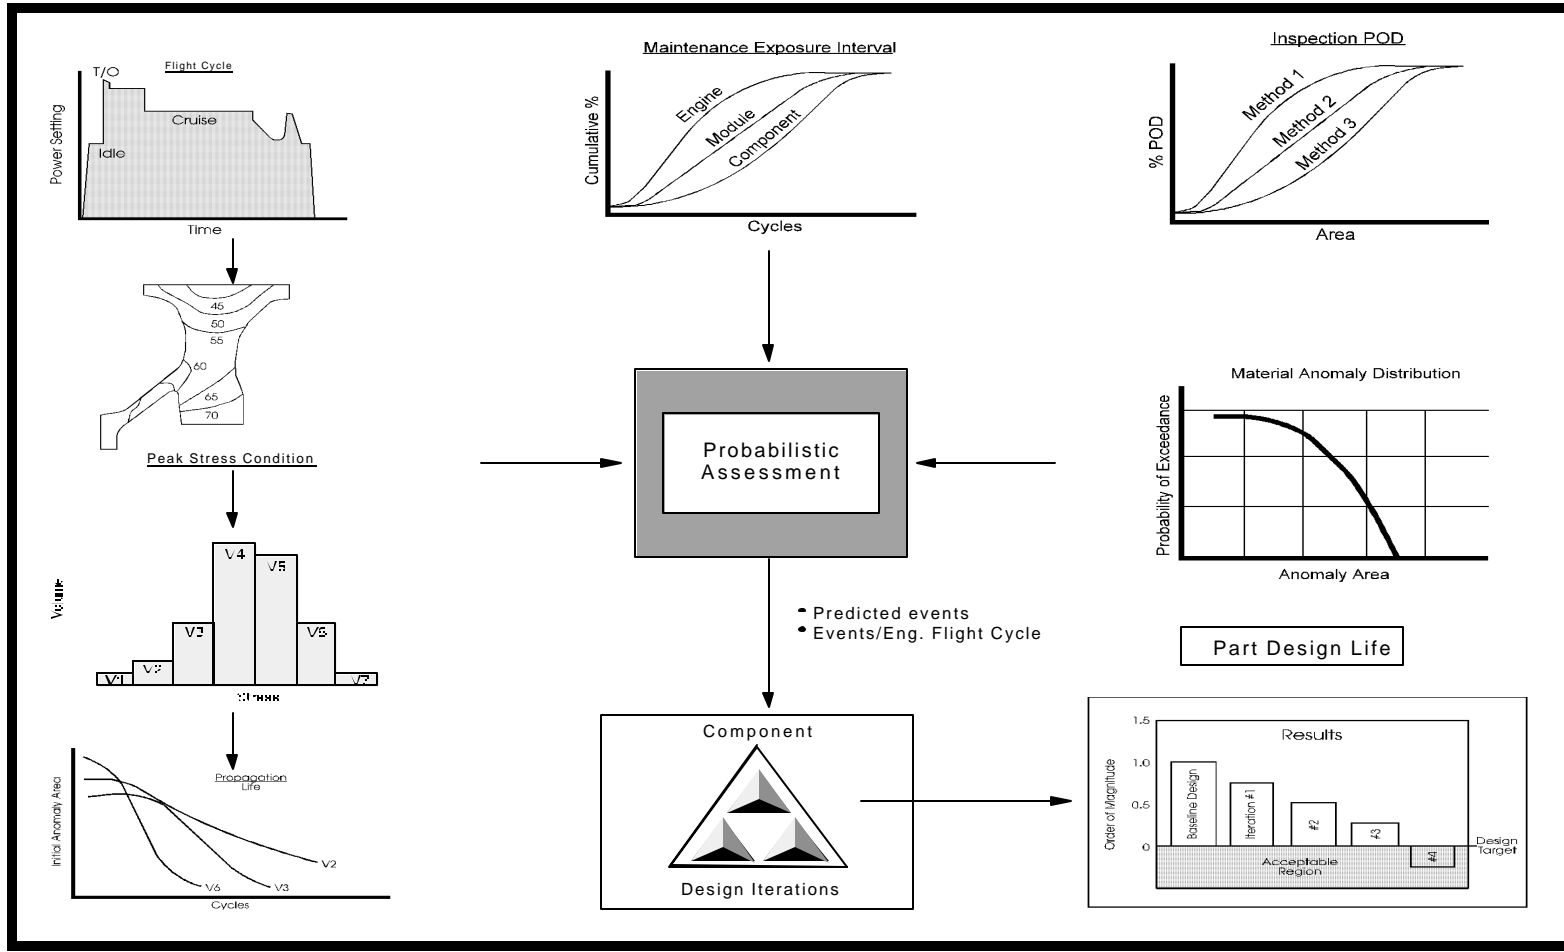 Flight Cycle
T/O
Cruise
Idle
Power Setting
Time
45
50
55
60
65
70
Peak Stress Condition
Volume
V1
V2
V3
V4
V5
V6
V7
Stress
Propagation
Life
Initial Anomaly Area
V2
V6
V3
Cycles
Maintenance Exposure Interval
Cumulative %
Engine
Module
Component
Cycles
Probabilistic
Assessment
• Predicted events
• Events/Eng. Flight Cycle
Component
Design Iterations
Inspection POD
% POD
Method 1
Method 2
Method 3
Area
Material Anomaly Distribution
Probability of Exceedance
Anomaly Area
Part Design Life
Results
Order of Magnitude
1.5
1.0
0.5
0
Baseline Design
Iteration #1
#2
#3
#4
Design
Target
Acceptable
Region